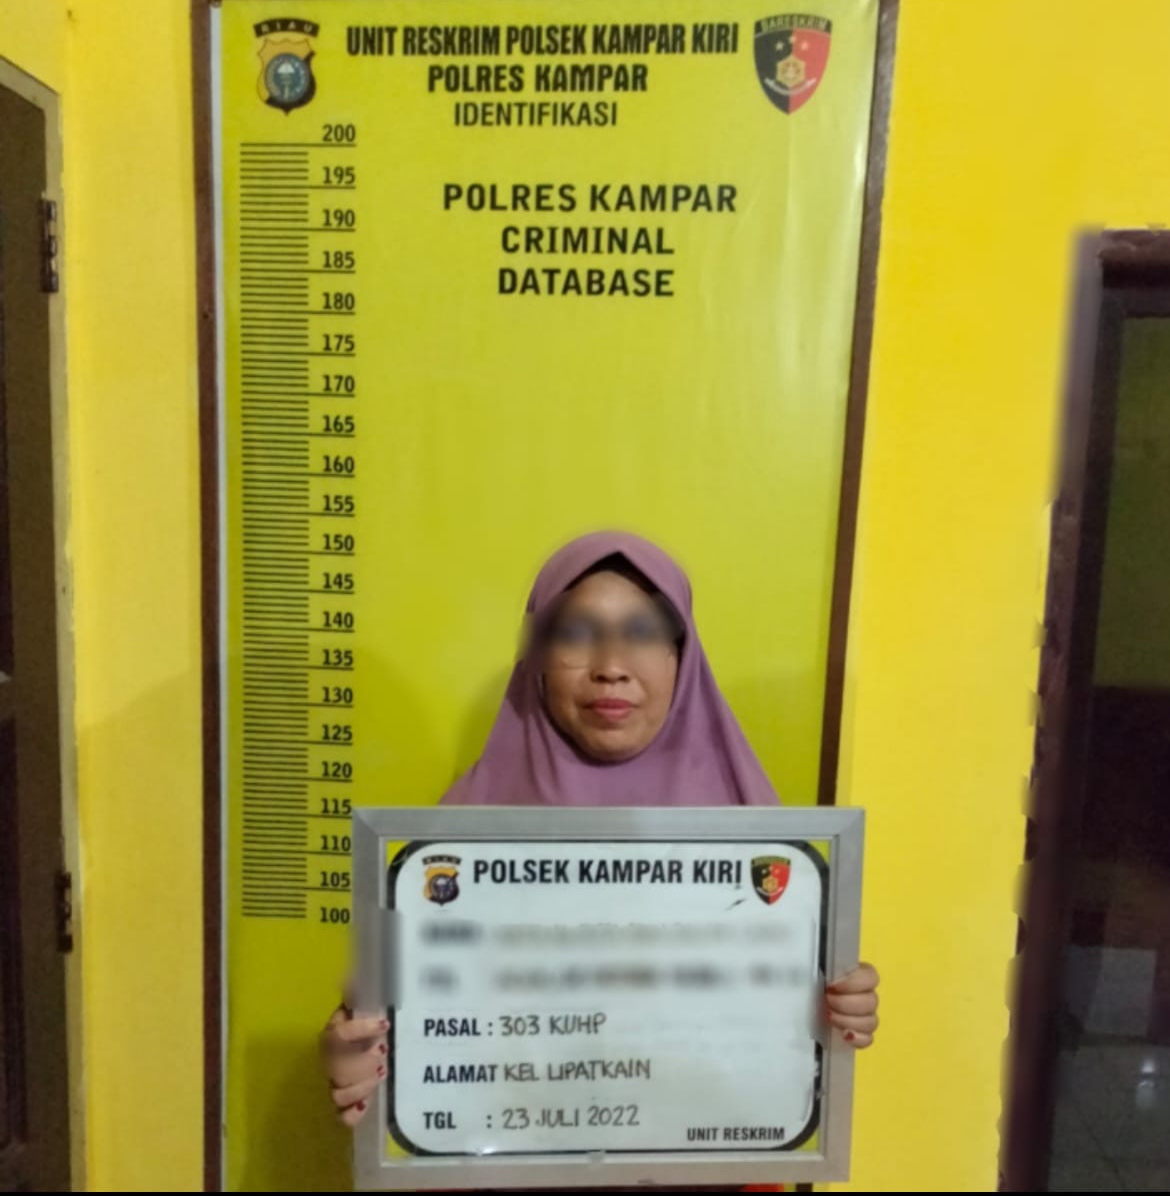 RIAU
BARESKRIM
UNIT RESKRIM POLSEK KAMPAR KIRI
POLRES KAMPAR
IDENTIFIKASI
POLRES KAMPAR
CRIMINAL
DATABASE
200
195
190
185
180
175
170
165
160
155
150
145
140
135
130
125
120
115
110
105
100
POLSEK KAMPAR KIRI
PASAL : 303 KUHP
ALAMAT KEL LIPATKAIN
TGL : 23 JULI 2022
UNIT RESKRIM